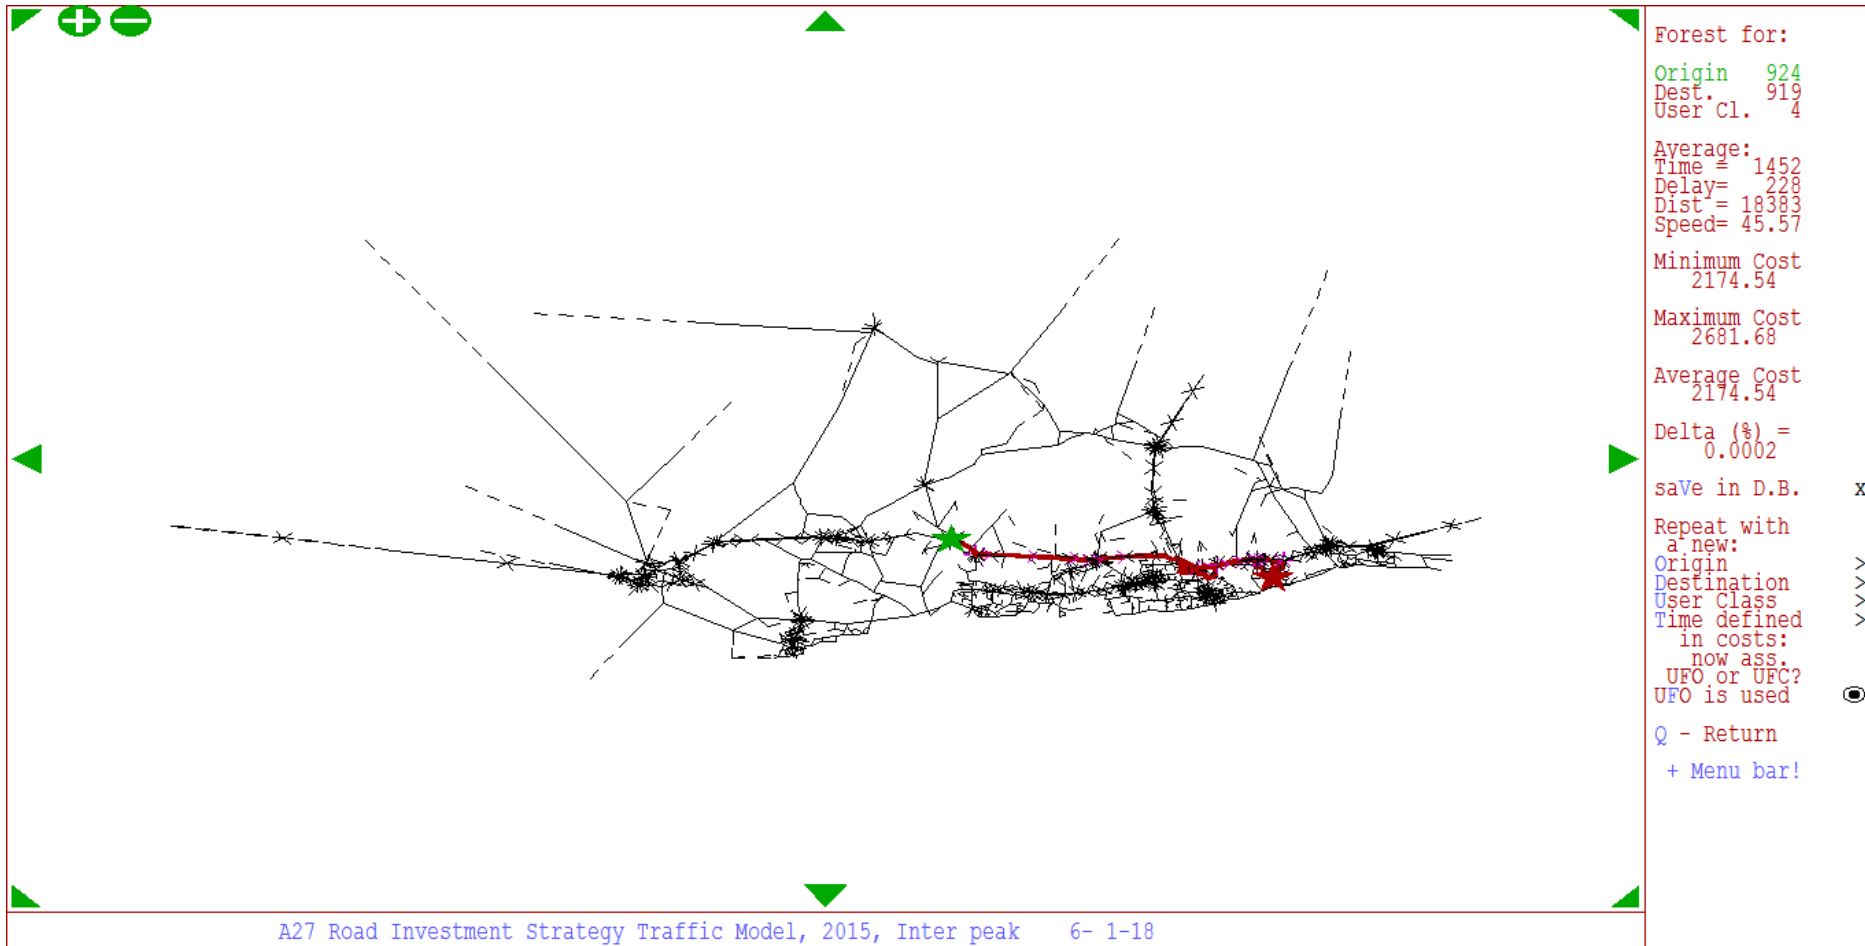 Forest for:
Origin 924
Dest. 919
User Cl. 4
Average:
Time = 1452
Delay= 228
Dist = 18383
Speed= 45.57
Minimum Cost
2174.54
Maximum Cost
2681.68
Average Cost
2174.54
Delta (%) =
0.0002
saVe in D.B. x
Repeat with
a new:
Origin >
Destination >
User Class >
Time defined >
in costs:
now ass.
UFO or UFC?
UFO is used
Q - Return
+ Menu bar!
A27 Road Investment Strategy Traffic Model, 2015, Inter peak 6- 1-18